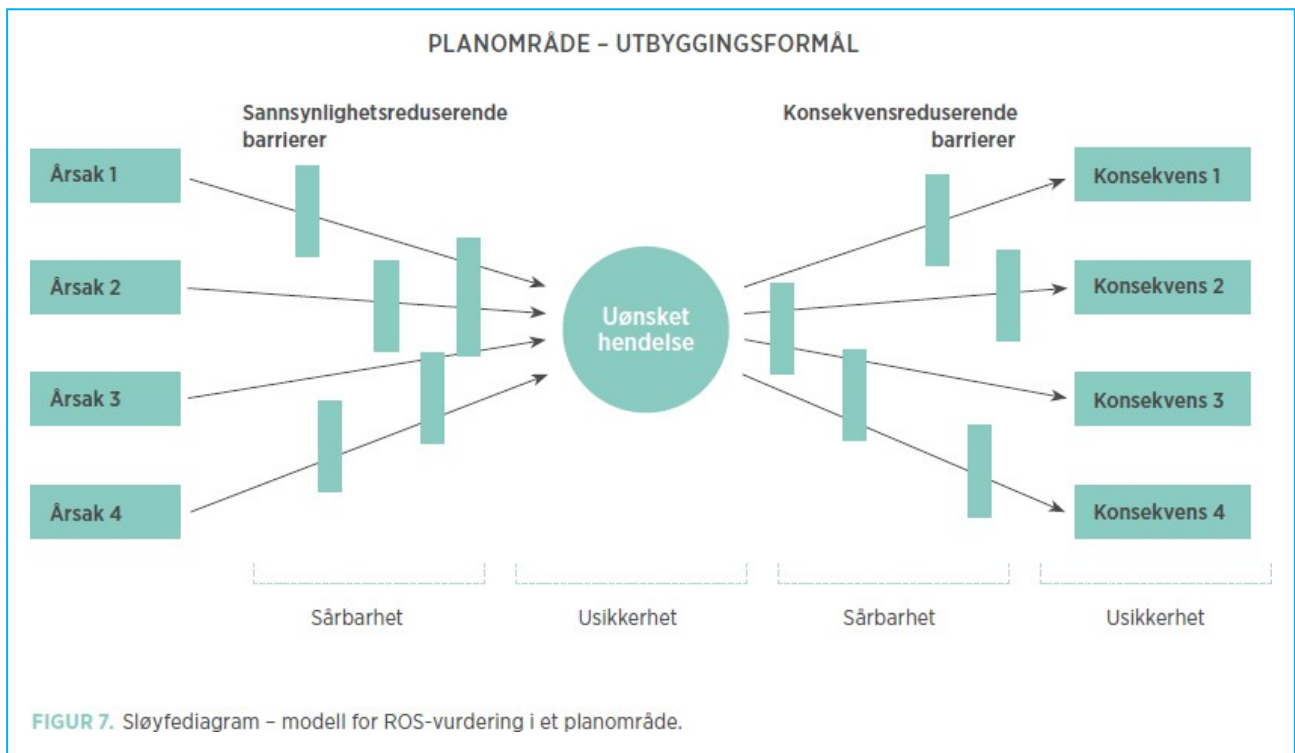 PLANOMRÅDE – UTBYGGINGSFORMÅL
Sannsynlighetsreduserende
barrierer
Konsekvensreduserende
barrierer
Årsak 1
Årsak 2
Årsak 3
Årsak 4
Uønsket
hendelse
Konsekvens 1
Konsekvens 2
Konsekvens 3
Konsekvens 4
Sårbarhet
Usikkerhet
Sårbarhet
Usikkerhet
FIGUR 7. Sløyfediagram – modell for ROS-vurdering i et planområde.